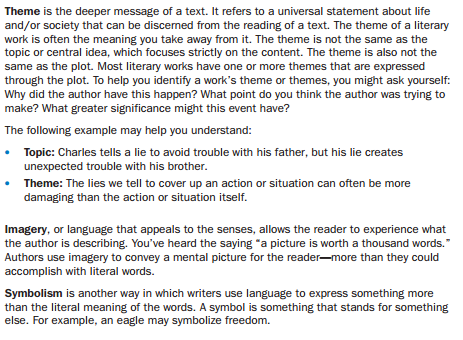 Theme is the deeper message of a text. It refers to a universal statement about life
and/or society that can be discerned from the reading of a text. The theme of a literary
work is often the meaning you take away from it. The theme is not the same as the
topic or central idea, which focuses strictly on the content. The theme is also not the
same as the plot. Most literary works have one or more themes that are expressed
through the plot. To help you identify a work's theme or themes, you might ask yourself:
Why did the author have this happen? What point do you think the author was trying to
make? What greater significance might this event have?
The following example may help you understand:
• Topic: Charles tells a lie to avoid trouble with his father, but his lie creates
unexpected trouble with his brother.
• Theme: The lies we tell to cover up an action or situation can often be more
damaging than the action or situation itself.
Imagery, or language that appeals to the senses, allows the reader to experience what
the author is describing. You've heard the saying "a picture is worth a thousand words."
Authors use imagery to convey a mental picture for the reader—more than they could
accomplish with literal words.
Symbolism is another way in which writers use language to express something more
than the literal meaning of the words. A symbol is something that stands for something
else. For example, an eagle may symbolize freedom.